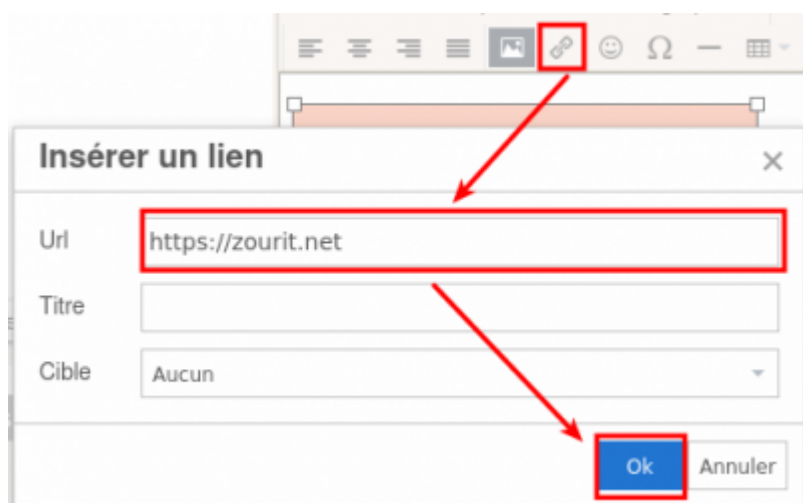 Insérer un lien
Url
https://zourit.net
Titre
Cible
Aucun
Ok
Annuler